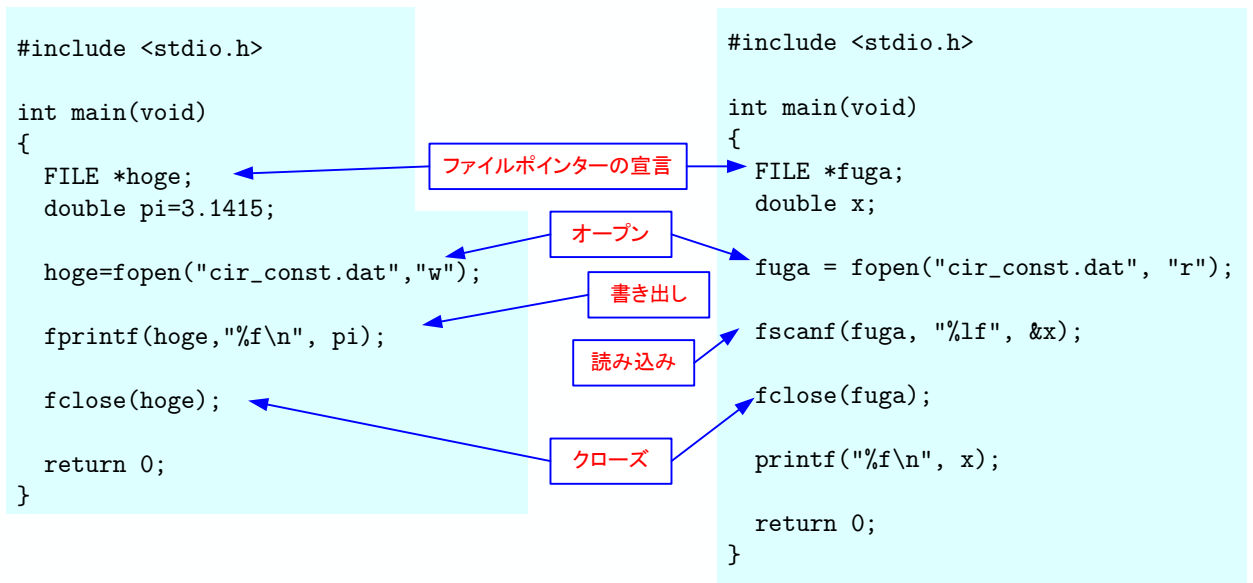 #include <stdio.h>
int main(void)
{
FILE *hoge;
double pi=3.1415;
hoge=fopen("cir_const.dat","w");
fprintf(hoge,"%f\n", pi);
fclose(hoge);
return 0;
}
ファイルポインターの宣言
オープン
書き出し
読み込み
クローズ
#include <stdio.h>
int main(void)
{
FILE *fuga;
double x;
fuga = fopen("cir_const.dat", "r");
fscanf(fuga, "%lf", &x);
fclose(fuga);
printf("%f\n", x);
return 0;
}